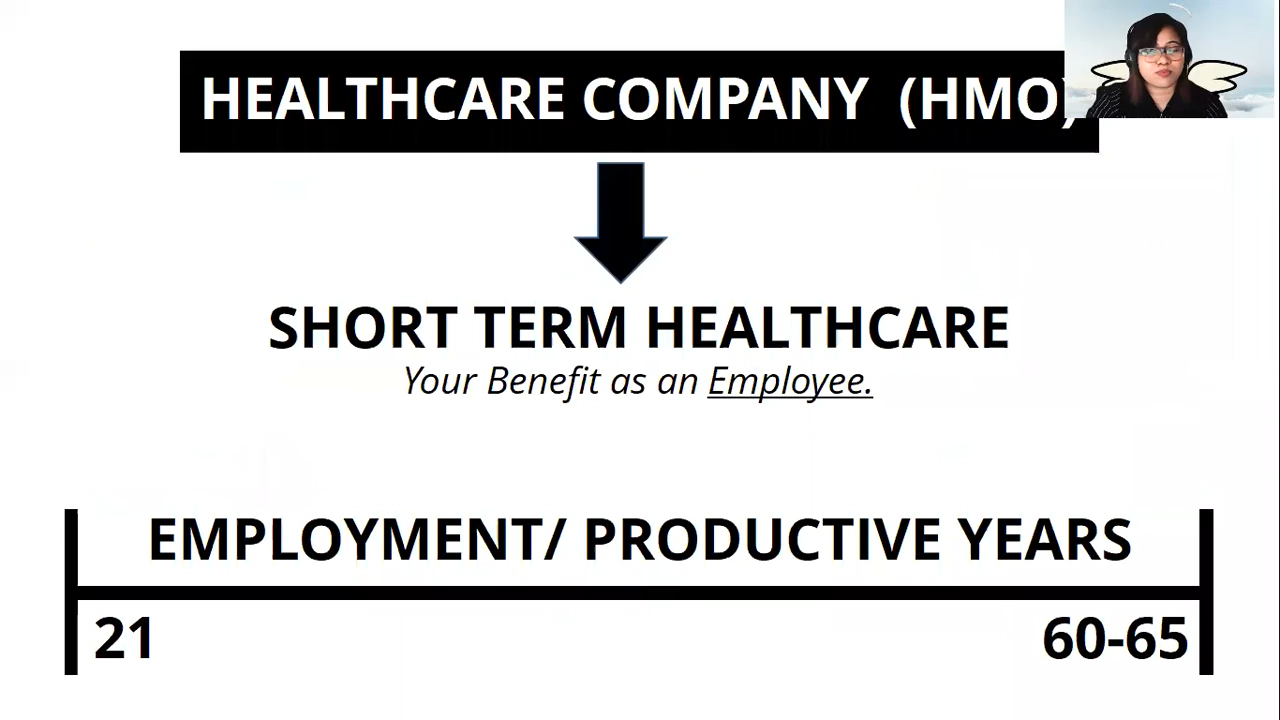 HEALTHCARE COMPANY (HMO)
SHORT TERM HEALTHCARE
Your Benefit as an Employee.
EMPLOYMENT/ PRODUCTIVE YEARS
21
60-65